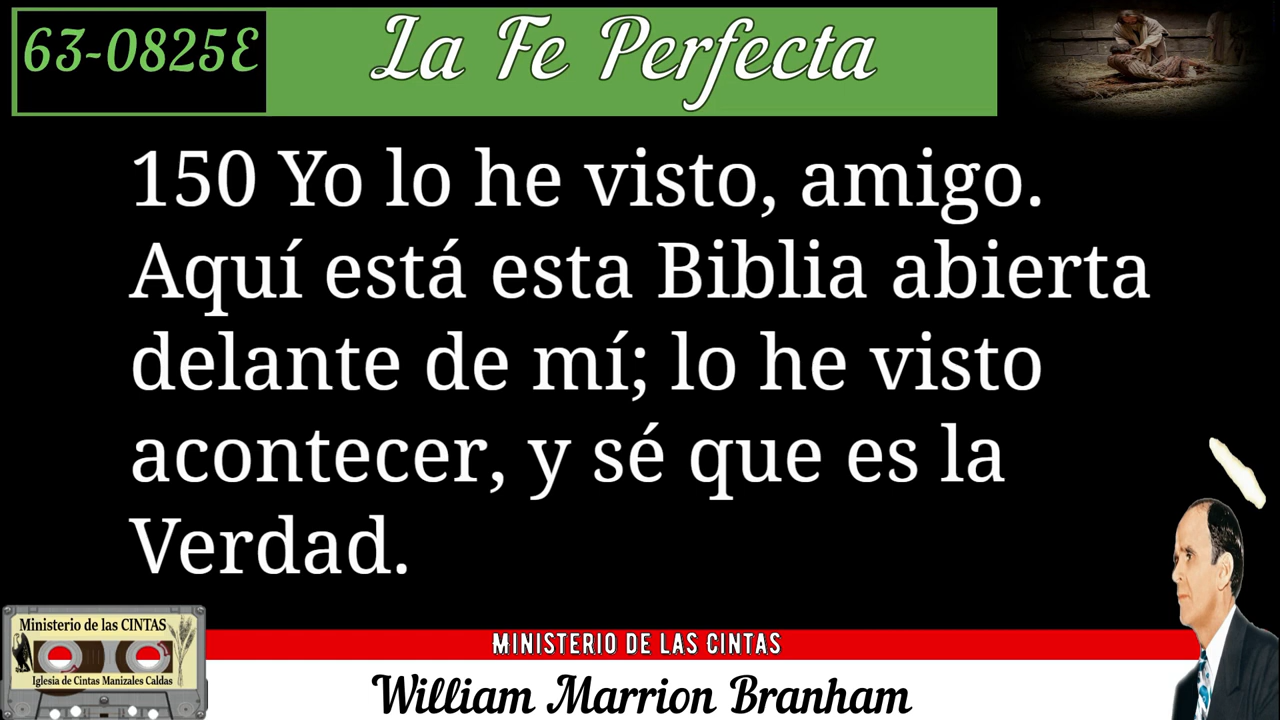 63-0825E
La Fe Perfecta
150 Yo lo he visto, amigo.
Aquí está esta Biblia abierta
delante de mí; lo he visto
acontecer, y sé que es la
Verdad.
Ministerio de las CINTAS
Iglesia de Cintas Manizales Caldas
MINISTERIO DE LAS CINTAS
William Marrion Branham